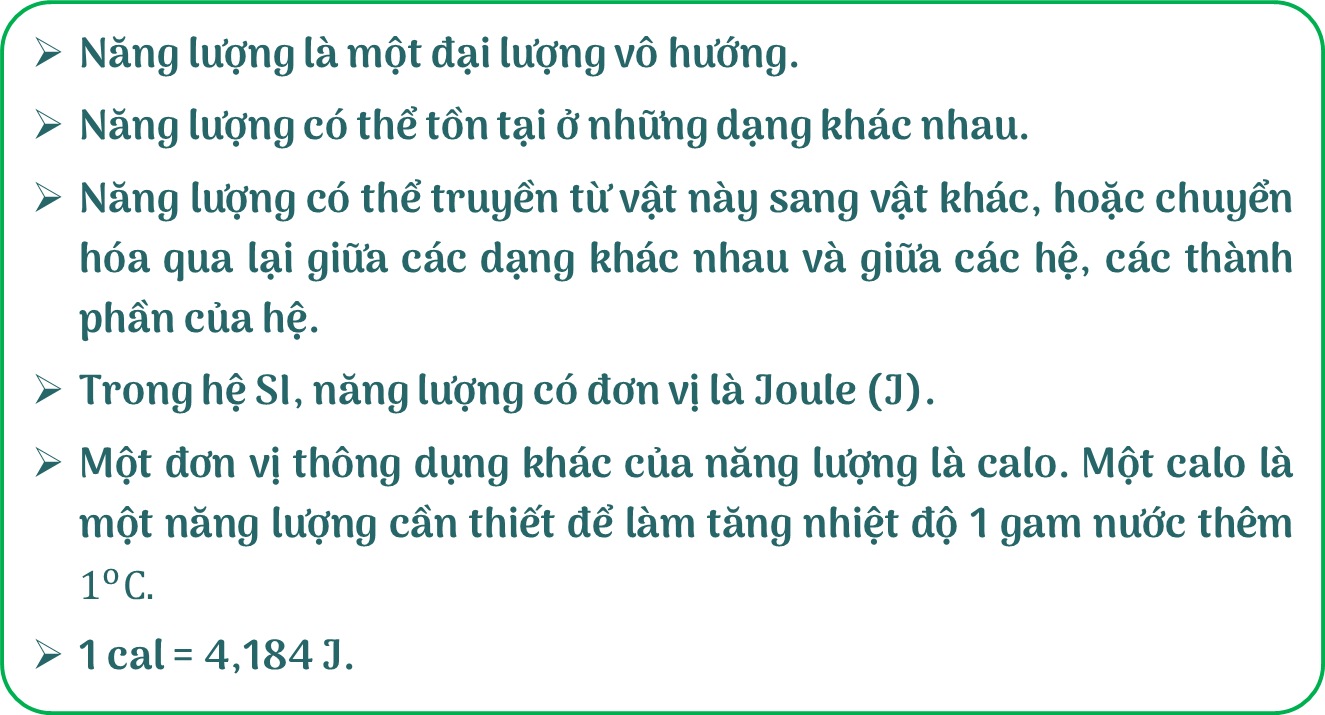 ➢ Năng lượng là một đại lượng vô hướng.
➢ Năng lượng có thể tồn tại ở những dạng khác nhau.
➢ Năng lượng có thể truyền từ vật này sang vật khác, hoặc chuyển
hóa qua lại giữa các dạng khác nhau và giữa các hệ, các thành
phần của hệ.
➢ Trong hệ SI, năng lượng có đơn vị là Joule (J).
➢ Một đơn vị thông dụng khác của năng lượng là calo. Một calo là
một năng lượng cần thiết để làm tăng nhiệt độ 1 gam nước thêm
1°C.
➢ 1 cal = 4,184 J.